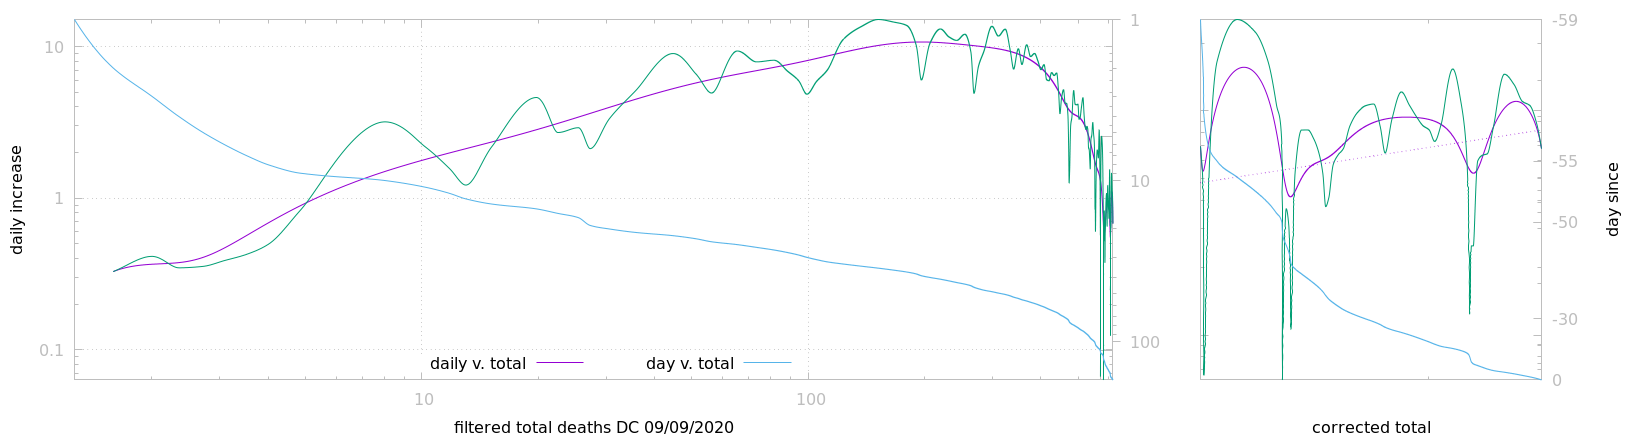 10
1
0.1
daily increase
daily v. total
day v. total
10
100
filtered total deaths DC 09/09/2020
1
10
100
-59
-55
-50
-30
0
day since
corrected total